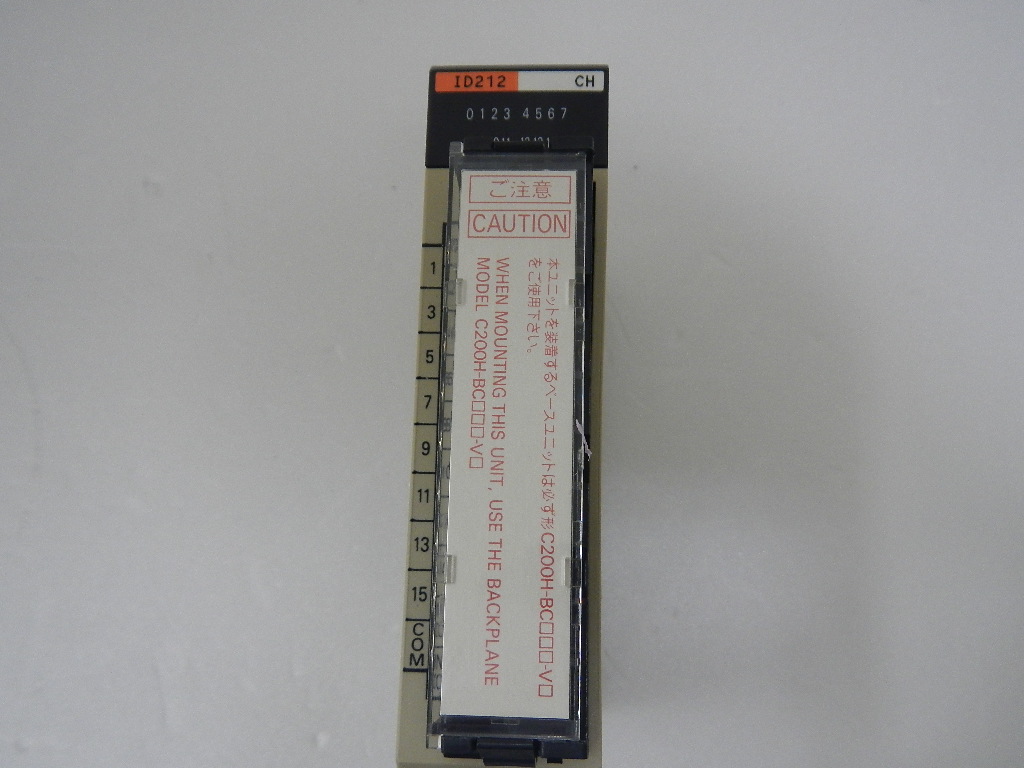 ID212 CH
0123 4567
ご注意
CAUTION
本ユニットを装着するベースユニットは必ず形C200H-BC□□□-V□
をご使用下さい。
WHEN MOUNTING THIS UNIT, USE THE BACKPLANE
MODEL C200H-BC□□□-V□
1
3
5
7
9
11
13
15
COM